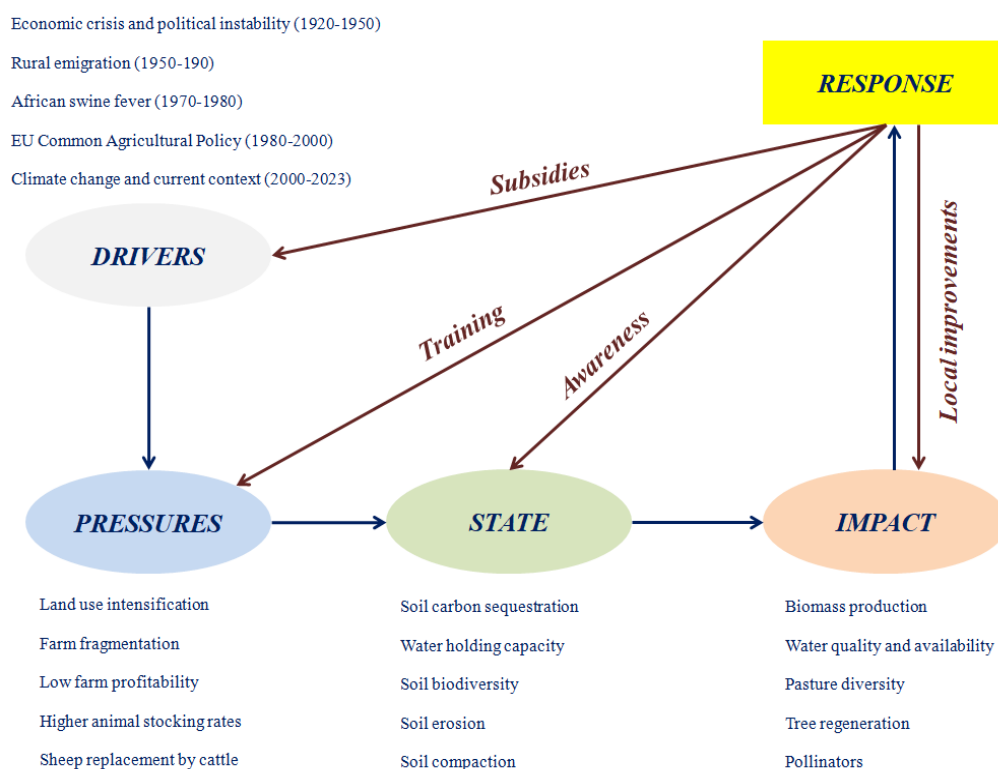 Economic crisis and political instability (1920-1950)
Rural emigration (1950-190)
African swine fever (1970-1980)
EU Common Agricultural Policy (1980-2000)
Climate change and current context (2000-2023)
RESPONSE
Subsidies
DRIVERS
Training
Awareness
Local improvements
PRESSURES
STATE
IMPACT
Land use intensification
Farm fragmentation
Low farm profitability
Higher animal stocking rates
Sheep replacement by cattle
Soil carbon sequestration
Water holding capacity
Soil biodiversity
Soil erosion
Soil compaction
Biomass production
Water quality and availability
Pasture diversity
Tree regeneration
Pollinators